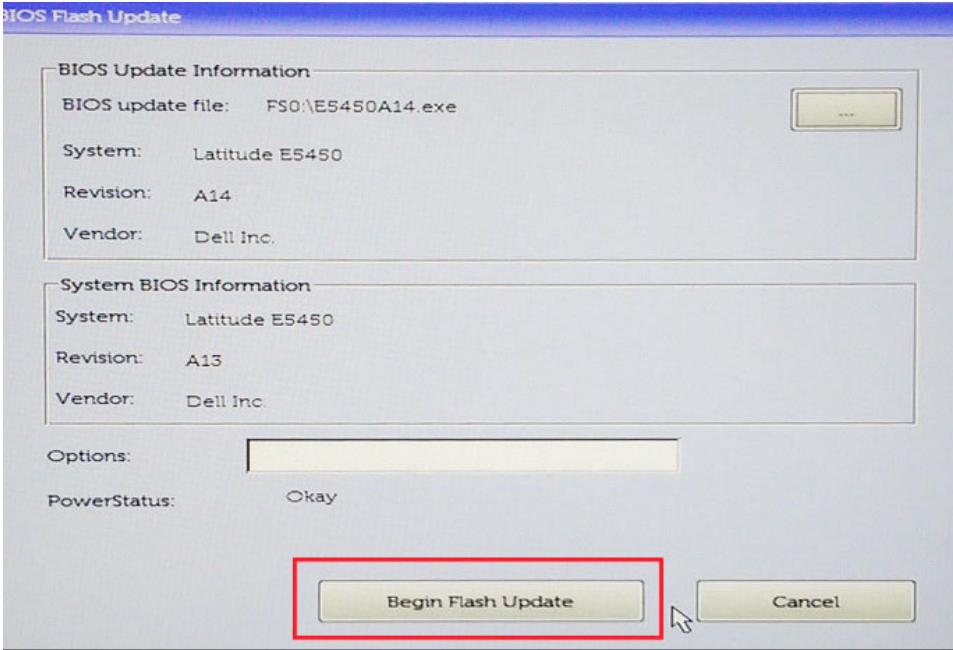 BIOS Flash Update
BIOS Update Information
BIOS update file: FS0:\E5450A14.exe
...
System: Latitude E5450
Revision: A14
Vendor: Dell Inc.
System BIOS Information
System: Latitude E5450
Revision: A13
Vendor: Dell Inc.
Options:
PowerStatus: Okay
Begin Flash Update
Cancel